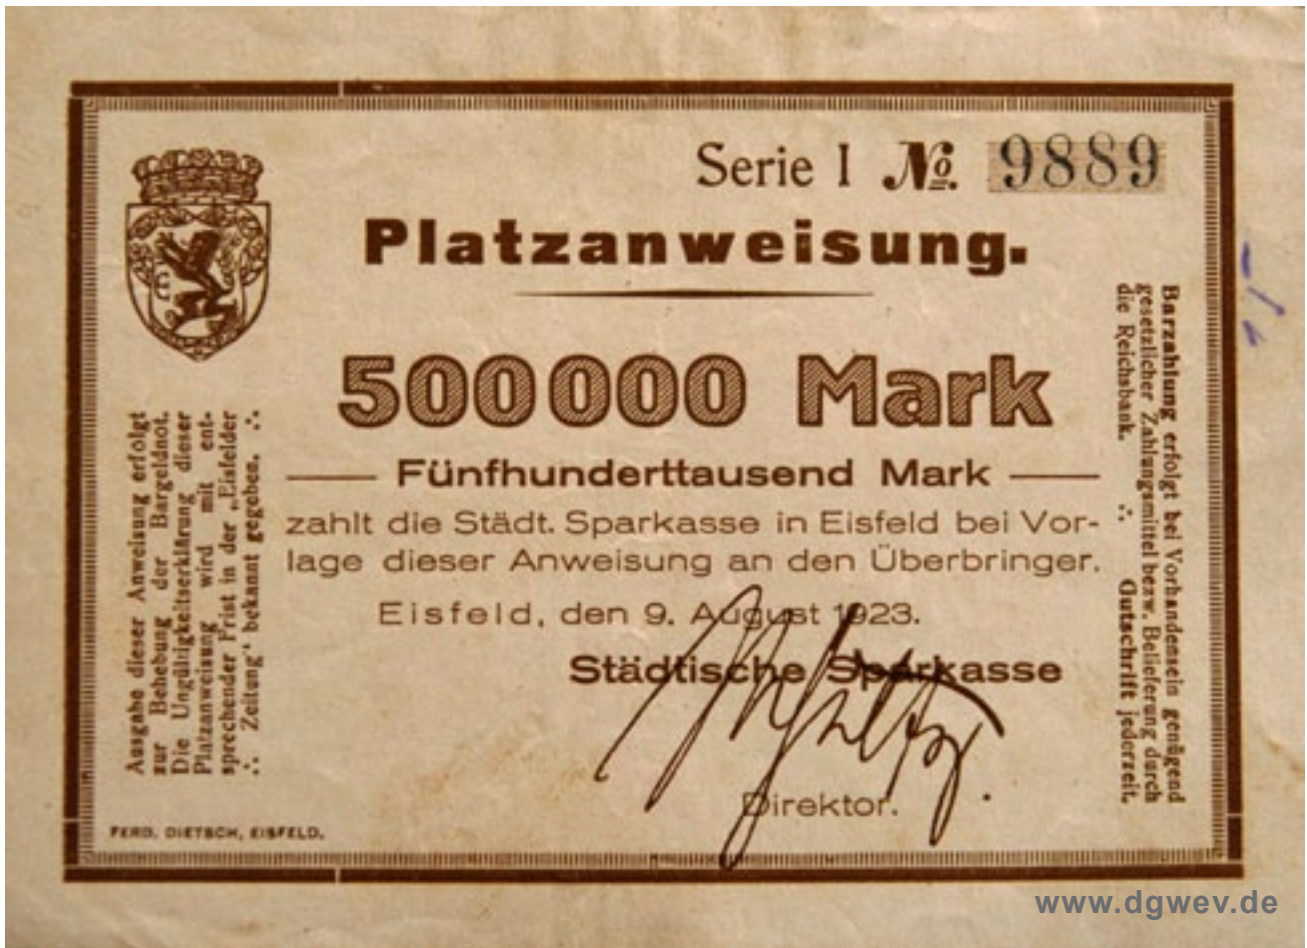 Serie I No. 9889
Platzanweisung.
500000 Mark
Fünfhunderttausend Mark
zahlt die Städt. Sparkasse in Eisfeld bei Vor-
lage dieser Anweisung an den Überbringer.
Eisfeld, den 9. August 1923.
Städtische Sparkasse
Direktor.
Ausgabe dieser Anweisung erfolgt
zur Behebung der Bargeldnot.
Die Ungültigkeitserklärung dieser
Platzanweisung wird mit ent-
sprechender Frist in der „Eisfelder
∴ Zeitung“ bekannt gegeben. ∴
Barzahlung erfolgt bei Vorhandensein genügend
gesetzlicher Zahlungsmittel bezw. Belieferung durch
die Reichsbank. ∴ Gutschrift jederzeit.
FERD. DIETSCH, EISFELD.
www.dgwev.de